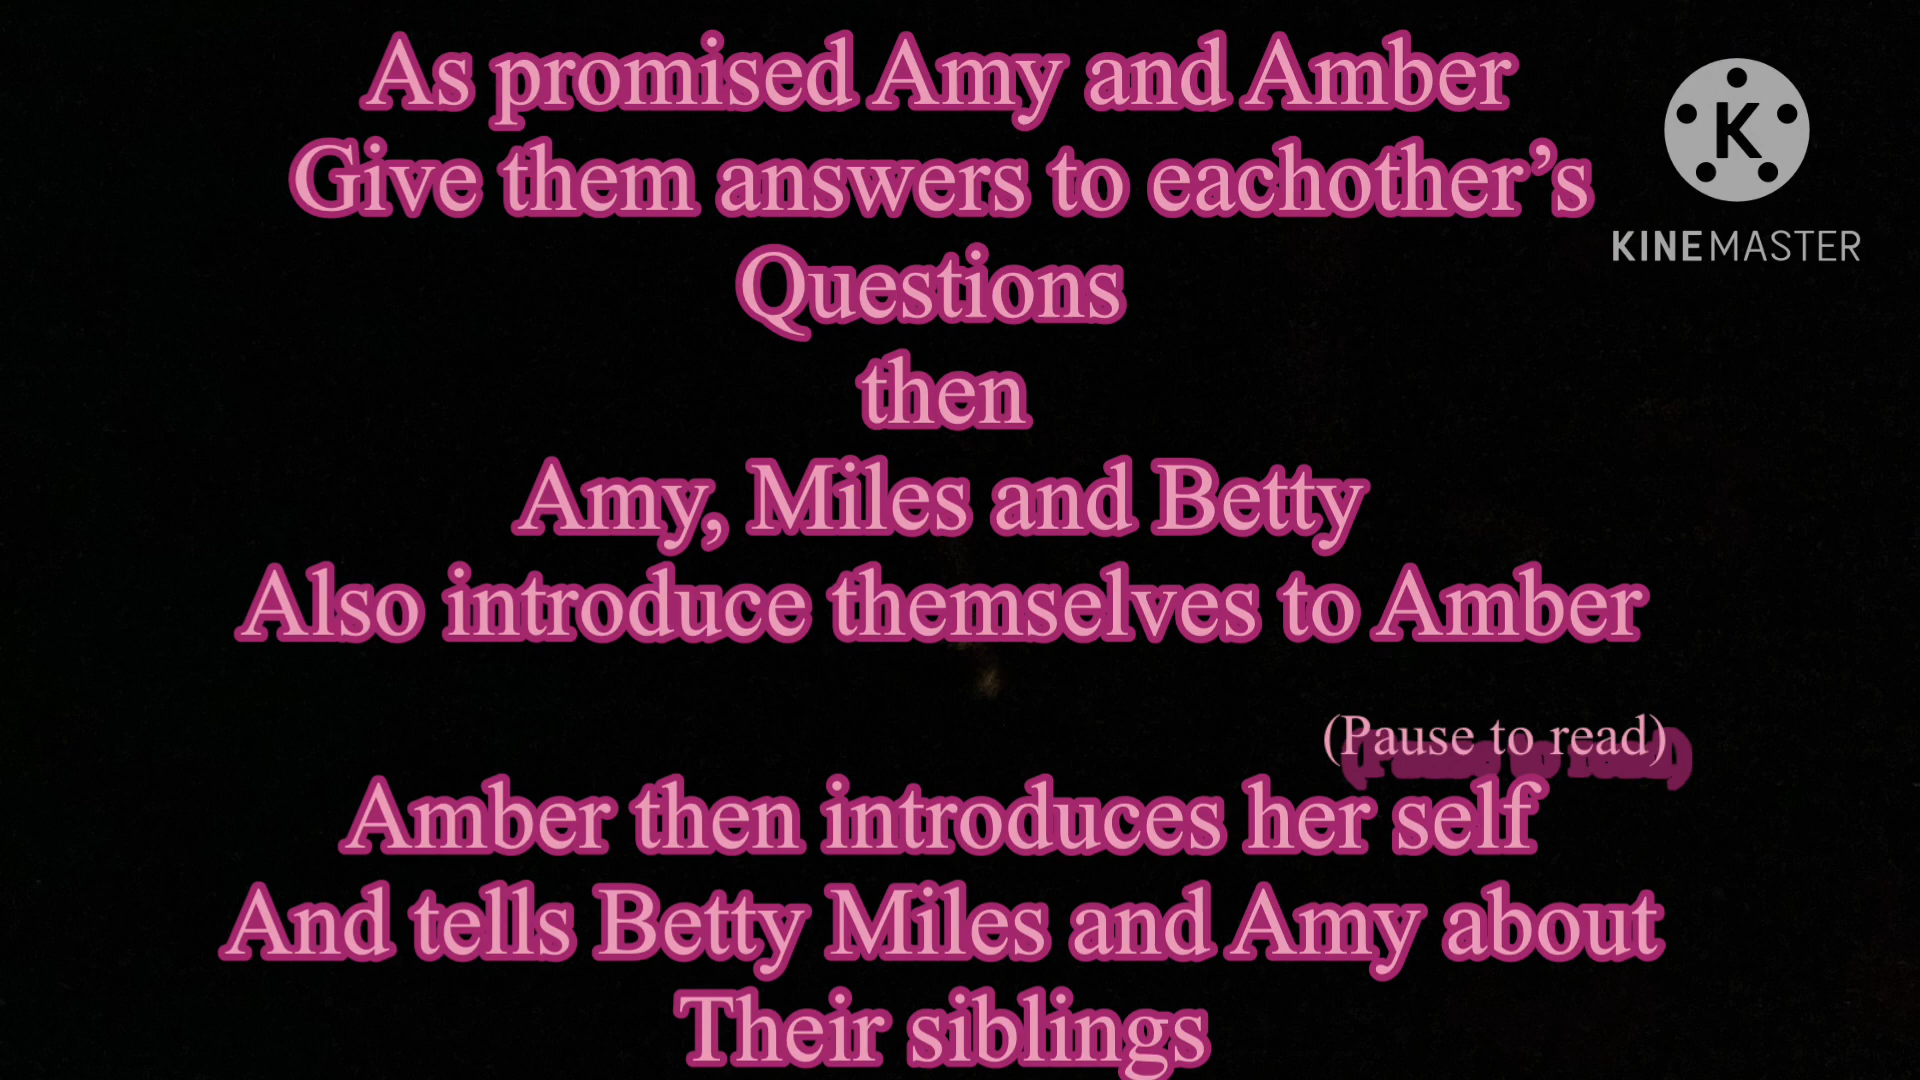 As promised Amy and Amber
Give them answers to eachother’s
Questions
then
Amy, Miles and Betty
Also introduce themselves to Amber
(Pause to read)
Amber then introduces her self
And tells Betty Miles and Amy about
Their siblings
K
KINEMASTER